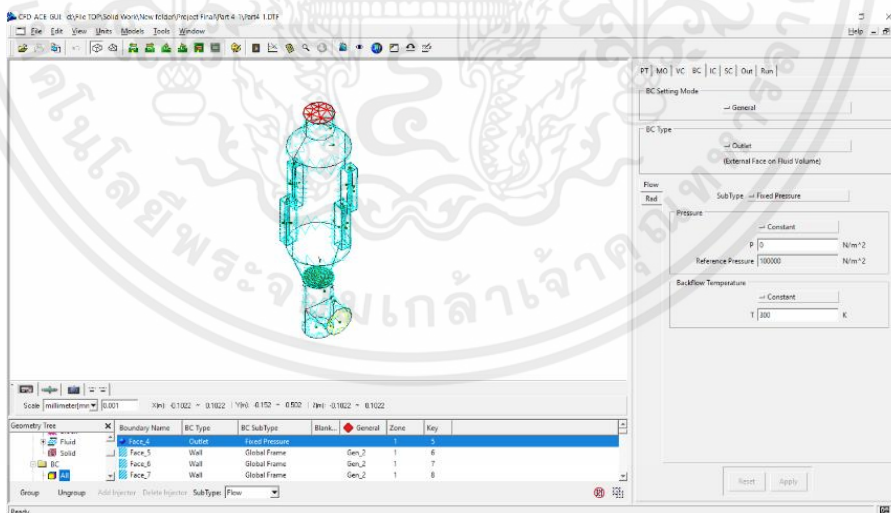 CFD-ACE-GUI d:\File TOP\Solid Work\New folder\Project Final\Part 4-1\Part4 1.DTF
File Edit View Units Models Tools Window Help
PT MO VC BC IC SC Out Run
BC Setting Mode
General
BC Type
Outlet
(External Face on Fluid Volume)
Flow
Rad
SubType Fixed Pressure
Pressure
Constant
P 0 N/m^2
Reference Pressure 100000 N/m^2
Backflow Temperature
Constant
T 300 K
Scale millimeter(mm 0.001 X(m): -0.1022 ~ 0.1822 Y(m): -0.152 ~ 0.502 Z(m): -0.1822 ~ 0.1022
Geometry Tree
Fluid
Solid
BC
All
Boundary Name BC Type BC SubType Blank... General Zone Key
Face_4 Outlet Fixed Pressure 1 5
Face_5 Wall Global Frame Gen_2 1 6
Face_6 Wall Global Frame Gen_2 1 7
Face_7 Wall Global Frame Gen_2 1 8
Group Ungroup Add Injector Delete Injector SubType: Flow
Reset Apply
Ready